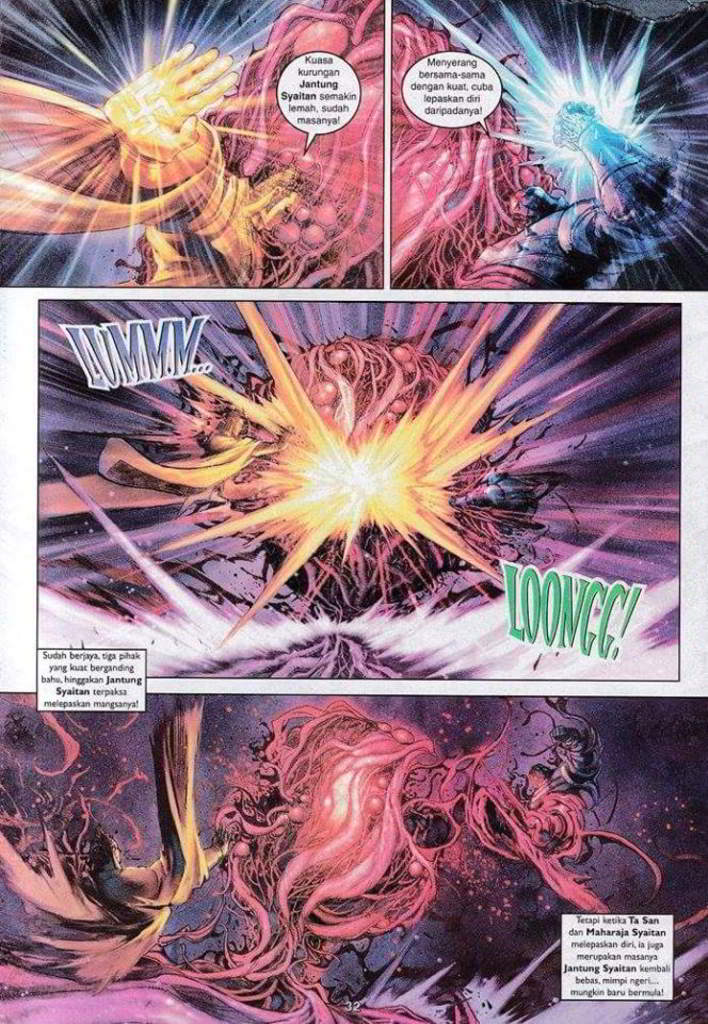 Kuasa
kurungan
Jantung
Syaitan semakin
lemah, sudah
masanya!
Menyerang
bersama-sama
dengan kuat, cuba
lepaskan diri
daripadanya!
LUMMM...
LOONGG!
Sudah berjaya, tiga pihak
yang kuat berganding
bahu, hinggakan Jantung
Syaitan terpaksa
melepaskan mangsanya!
Tetapi ketika Ta San
dan Maharaja Syaitan
melepaskan diri, ia juga
merupakan masanya
Jantung Syaitan kembali
bebas, mimpi ngeri....
mungkin baru bermula!
32